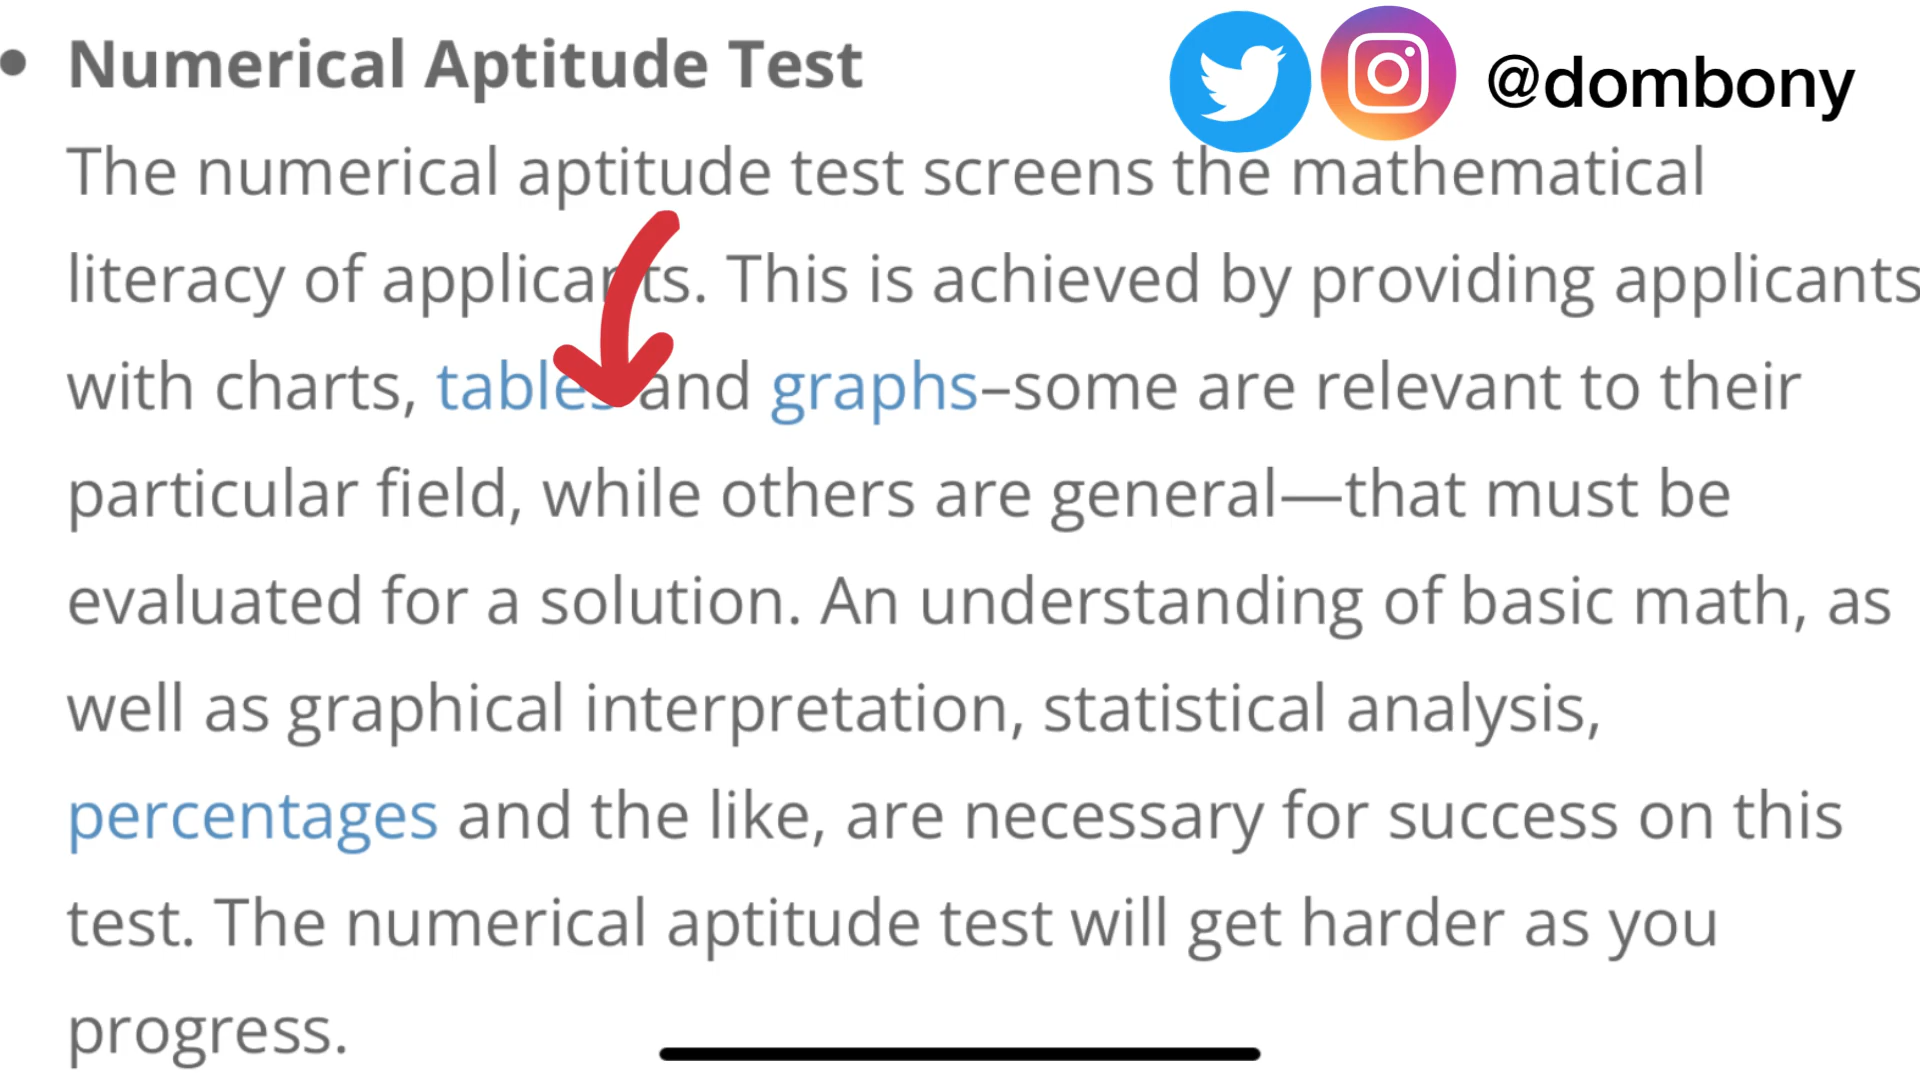 • Numerical Aptitude Test
@dombony
The numerical aptitude test screens the mathematical
literacy of applicants. This is achieved by providing applicants
with charts, tables and graphs–some are relevant to their
particular field, while others are general—that must be
evaluated for a solution. An understanding of basic math, as
well as graphical interpretation, statistical analysis,
percentages and the like, are necessary for success on this
test. The numerical aptitude test will get harder as you
progress.